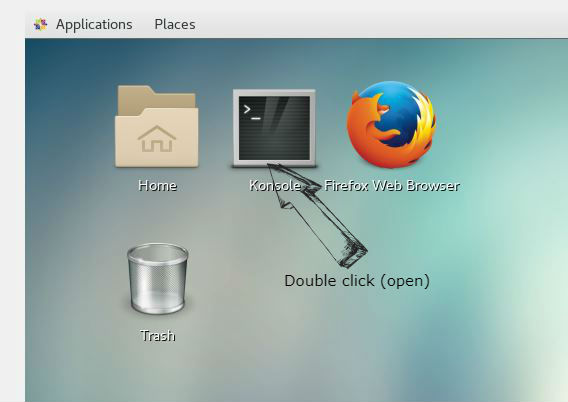 Applications Places
>_
Home Konsole Firefox Web Browser
Double click (open)
Trash